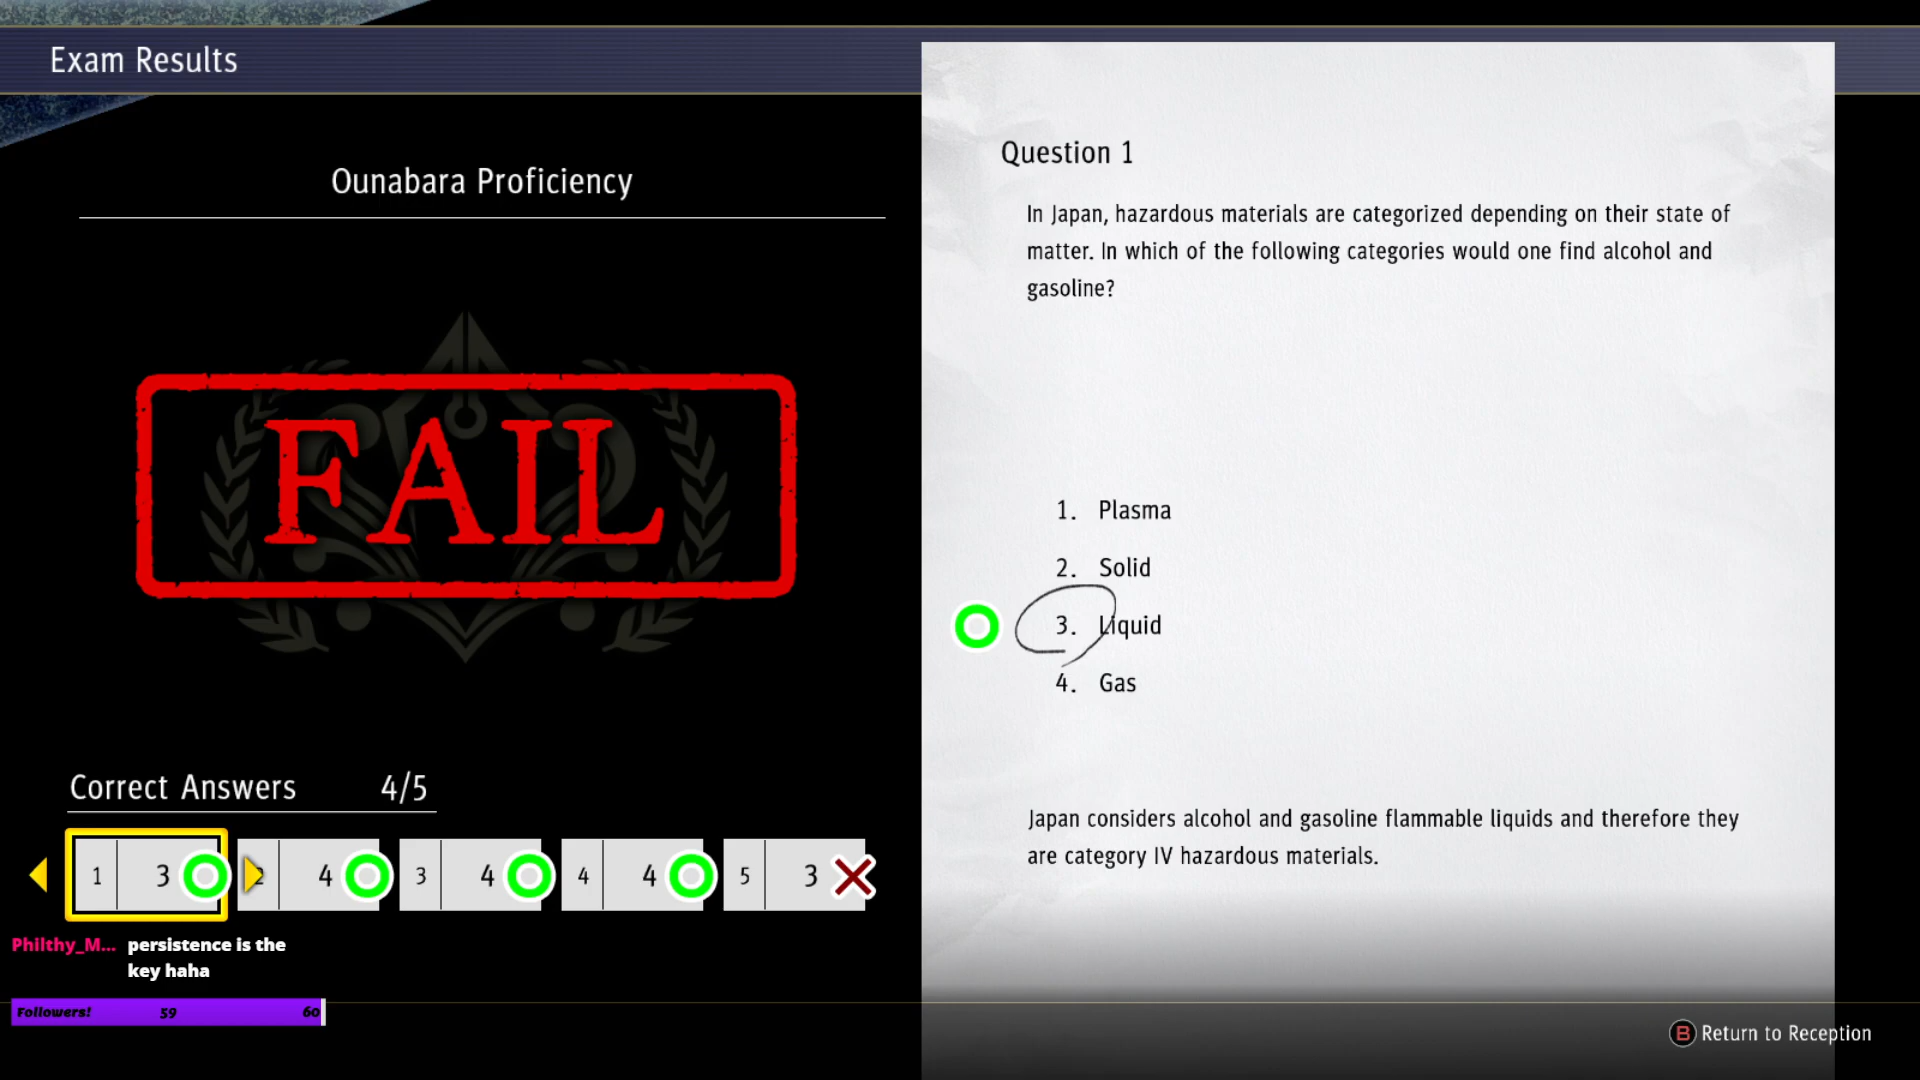 Exam Results
Ounabara Proficiency
FAIL
Correct Answers 4/5
1 3 2 4 3 4 4 4 5 3
Philthy_M... persistence is the
key haha
Followers! 59 60
Question 1
In Japan, hazardous materials are categorized depending on their state of
matter. In which of the following categories would one find alcohol and
gasoline?
1. Plasma
2. Solid
3. Liquid
4. Gas
Japan considers alcohol and gasoline flammable liquids and therefore they
are category IV hazardous materials.
B Return to Reception